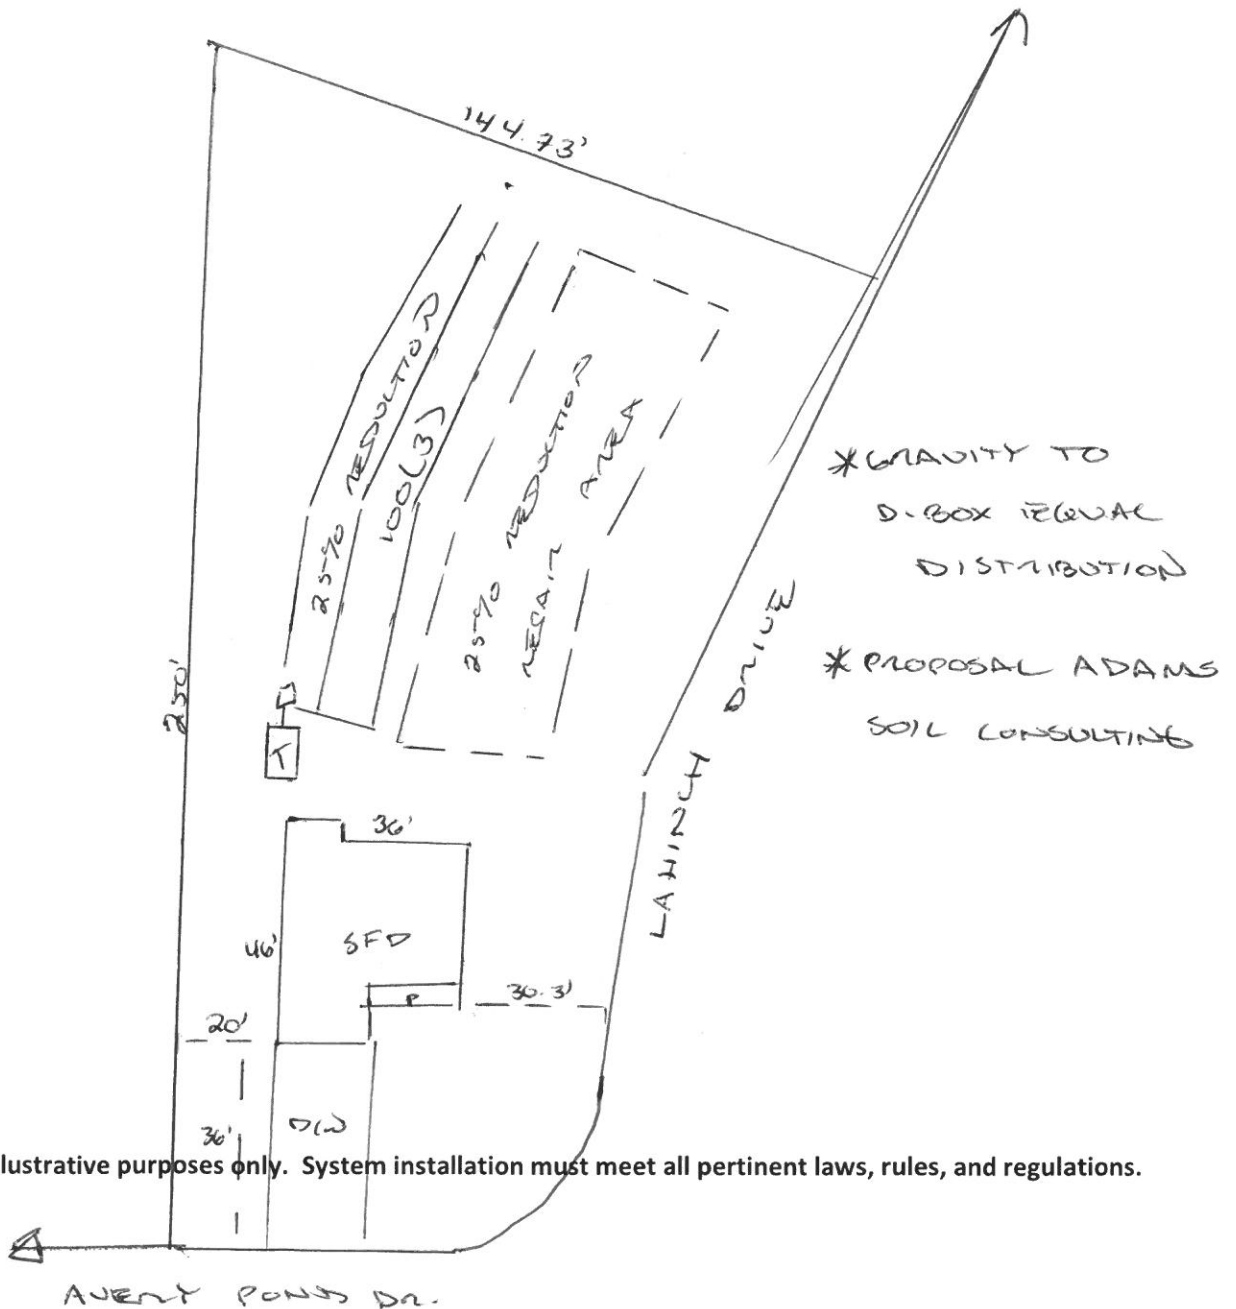 144.73'
25% REDUCTION
100(3)
25% REDUCTION
REPAIR AREA
*GRAVITY TO
D-BOX EQUAL
DISTRIBUTION
*PROPOSAL ADAMS
SOIL CONSULTING
250'
LAHINCH DRIVE
T
36'
46'
SFD
P
30.3'
20'
36'
D/W
lustrative purposes only.  System installation must meet all pertinent laws, rules, and regulations.
AVERY POND DR.